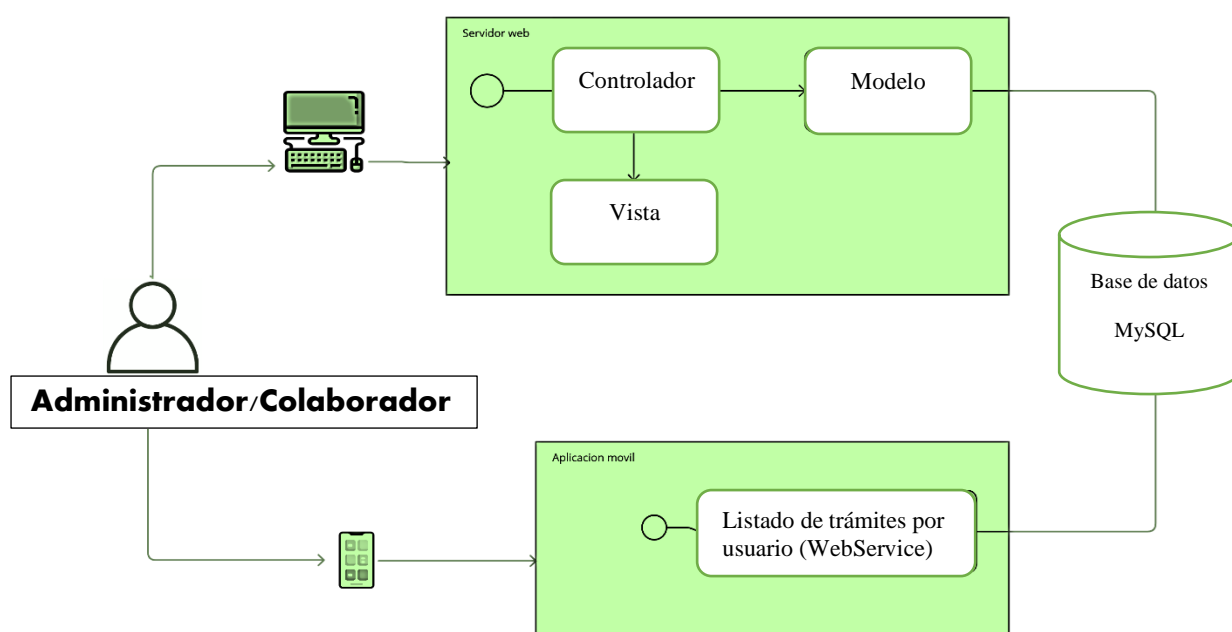 Servidor web
Controlador
Modelo
Vista
Base de datos
MySQL
Administrador/Colaborador
Aplicacion movil
Listado de trámites por
usuario (WebService)